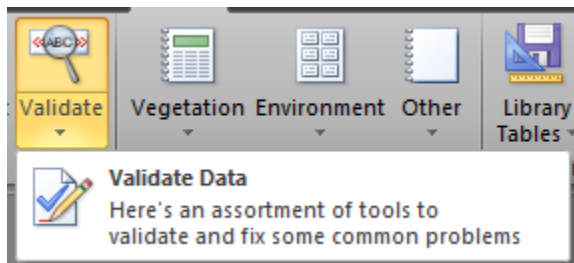 «ABC»
Validate
Vegetation
Environment
Other
Library
Tables
Validate Data
Here's an assortment of tools to
validate and fix some common problems